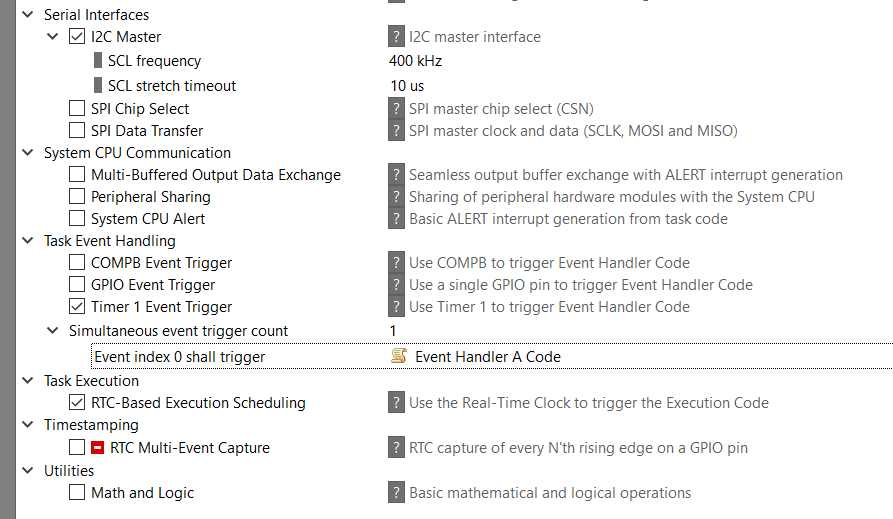 Serial Interfaces
I2C Master ? I2C master interface
SCL frequency 400 kHz
SCL stretch timeout 10 us
SPI Chip Select ? SPI master chip select (CSN)
SPI Data Transfer ? SPI master clock and data (SCLK, MOSI and MISO)
System CPU Communication
Multi-Buffered Output Data Exchange ? Seamless output buffer exchange with ALERT interrupt generation
Peripheral Sharing ? Sharing of peripheral hardware modules with the System CPU
System CPU Alert ? Basic ALERT interrupt generation from task code
Task Event Handling
COMPB Event Trigger ? Use COMPB to trigger Event Handler Code
GPIO Event Trigger ? Use a single GPIO pin to trigger Event Handler Code
Timer 1 Event Trigger ? Use Timer 1 to trigger Event Handler Code
Simultaneous event trigger count 1
Event index 0 shall trigger Event Handler A Code
Task Execution
RTC-Based Execution Scheduling ? Use the Real-Time Clock to trigger the Execution Code
Timestamping
RTC Multi-Event Capture ? RTC capture of every N'th rising edge on a GPIO pin
Utilities
Math and Logic ? Basic mathematical and logical operations